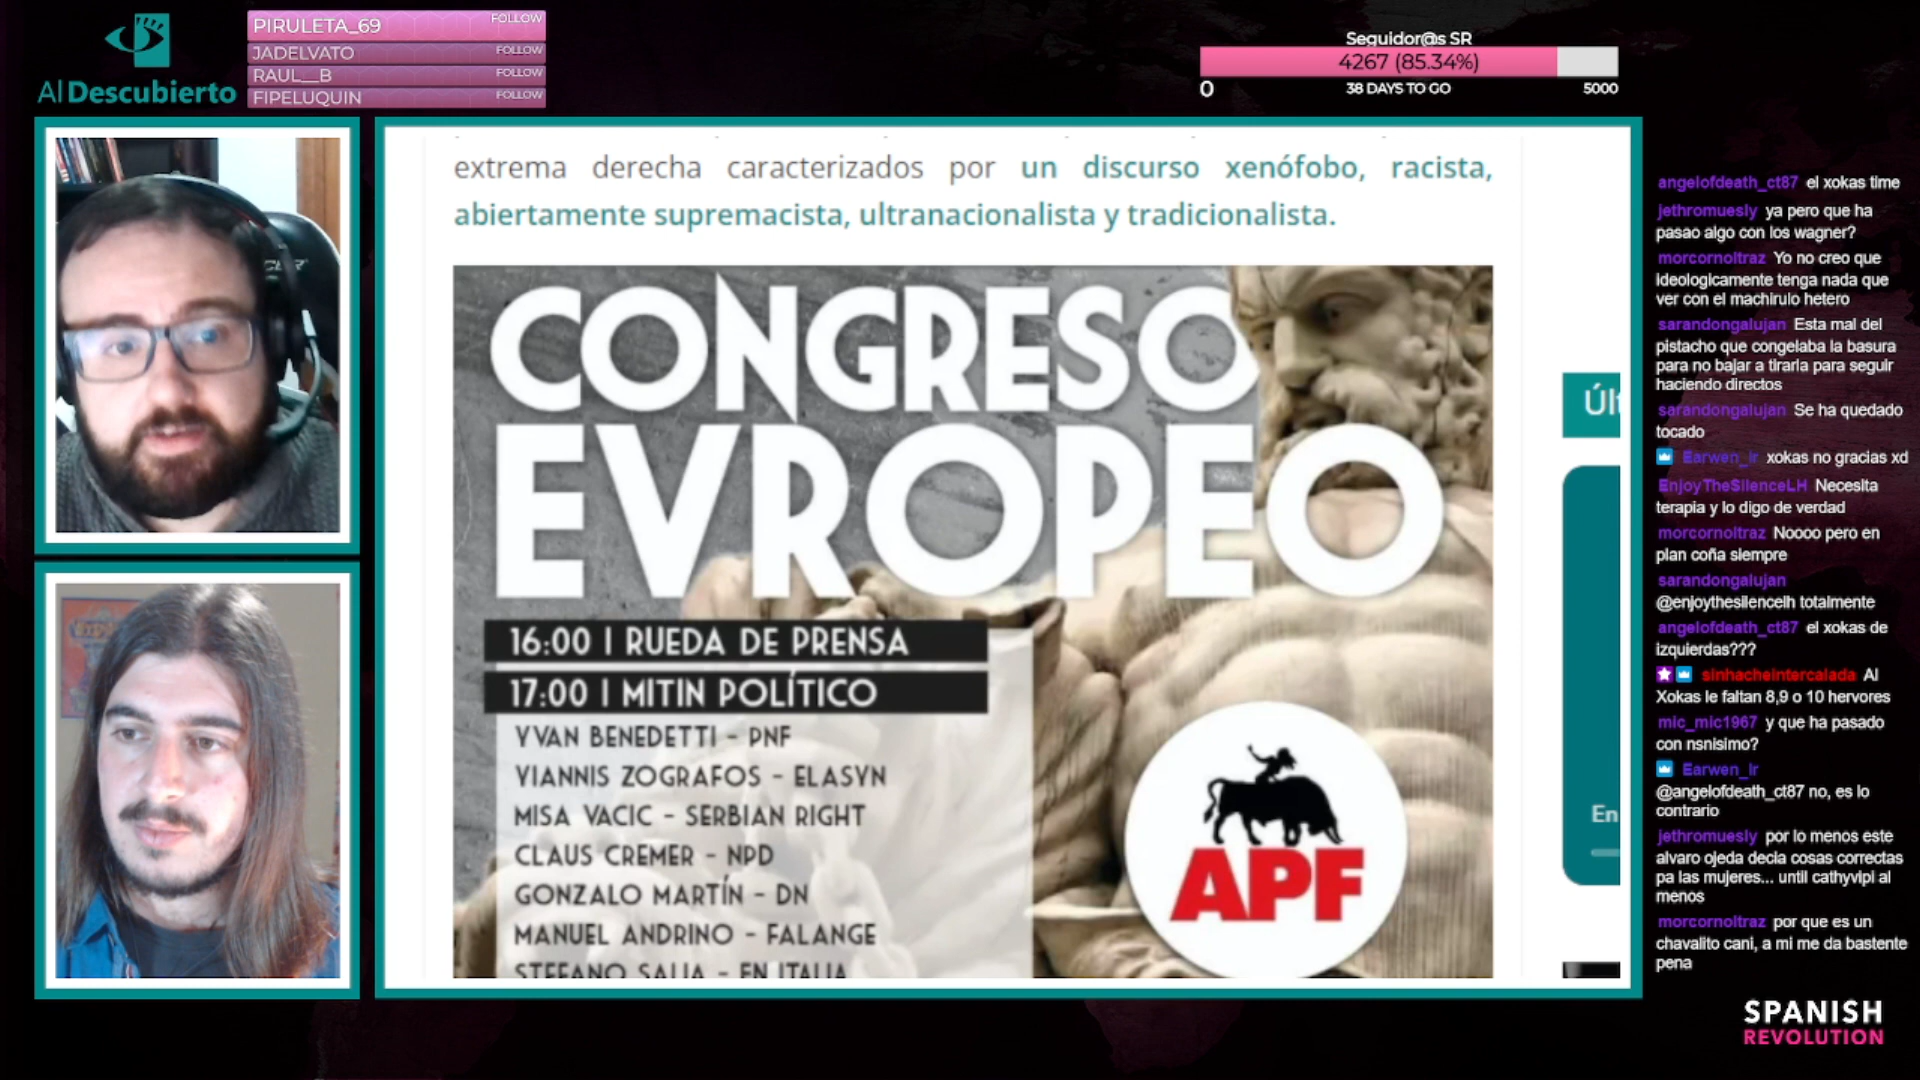 Al Descubierto
PIRULETA_69 FOLLOW
JADELVATO FOLLOW
RAUL__B FOLLOW
FIPELUQUIN FOLLOW
Seguidor@s SR
4267 (85.34%)
0 38 DAYS TO GO 5000
extrema derecha caracterizados por un discurso xenófobo, racista,
abiertamente supremacista, ultranacionalista y tradicionalista.
CONGRESO
EVROPEO
16:00 | RUEDA DE PRENSA
17:00 | MITIN POLÍTICO
YVAN BENEDETTI - PNF
YIANNIS ZOGRAFOS - ELASYN
MISA VACIC - SERBIAN RIGHT
CLAUS CREMER - NPD
GONZALO MARTÍN - DN
MANUEL ANDRINO - FALANGE
STEFANO SALIA - EN ITALIA
APF
En
angelofdeath_ct87 el xokas time
jethromuesly ya pero que ha
pasao algo con los wagner?
morcornoltraz Yo no creo que
ideologicamente tenga nada que
ver con el machirulo hetero
sarandongalujan Esta mal del
pistacho que congelaba la basura
para no bajar a tirarla para seguir
haciendo directos
sarandongalujan Se ha quedado
tocado
Earwen_Ir xokas no gracias xd
EnjoyTheSilenceLH Necesita
terapia y lo digo de verdad
morcornoltraz Noooo pero en
plan coña siempre
sarandongalujan
@enjoythesilencelh totalmente
angelofdeath_ct87 el xokas de
izquierdas???
sinhacheintercalada Al
Xokas le faltan 8,9 o 10 hervores
mic_mic1967 y que ha pasado
con nsnisimo?
Earwen_Ir
@angelofdeath_ct87 no, es lo
contrario
jethromuesly por lo menos este
alvaro ojeda decia cosas correctas
pa las mujeres... until cathyvipi al
menos
morcornoltraz por que es un
chavalito cani, a mi me da bastente
pena
SPANISH
REVOLUTION